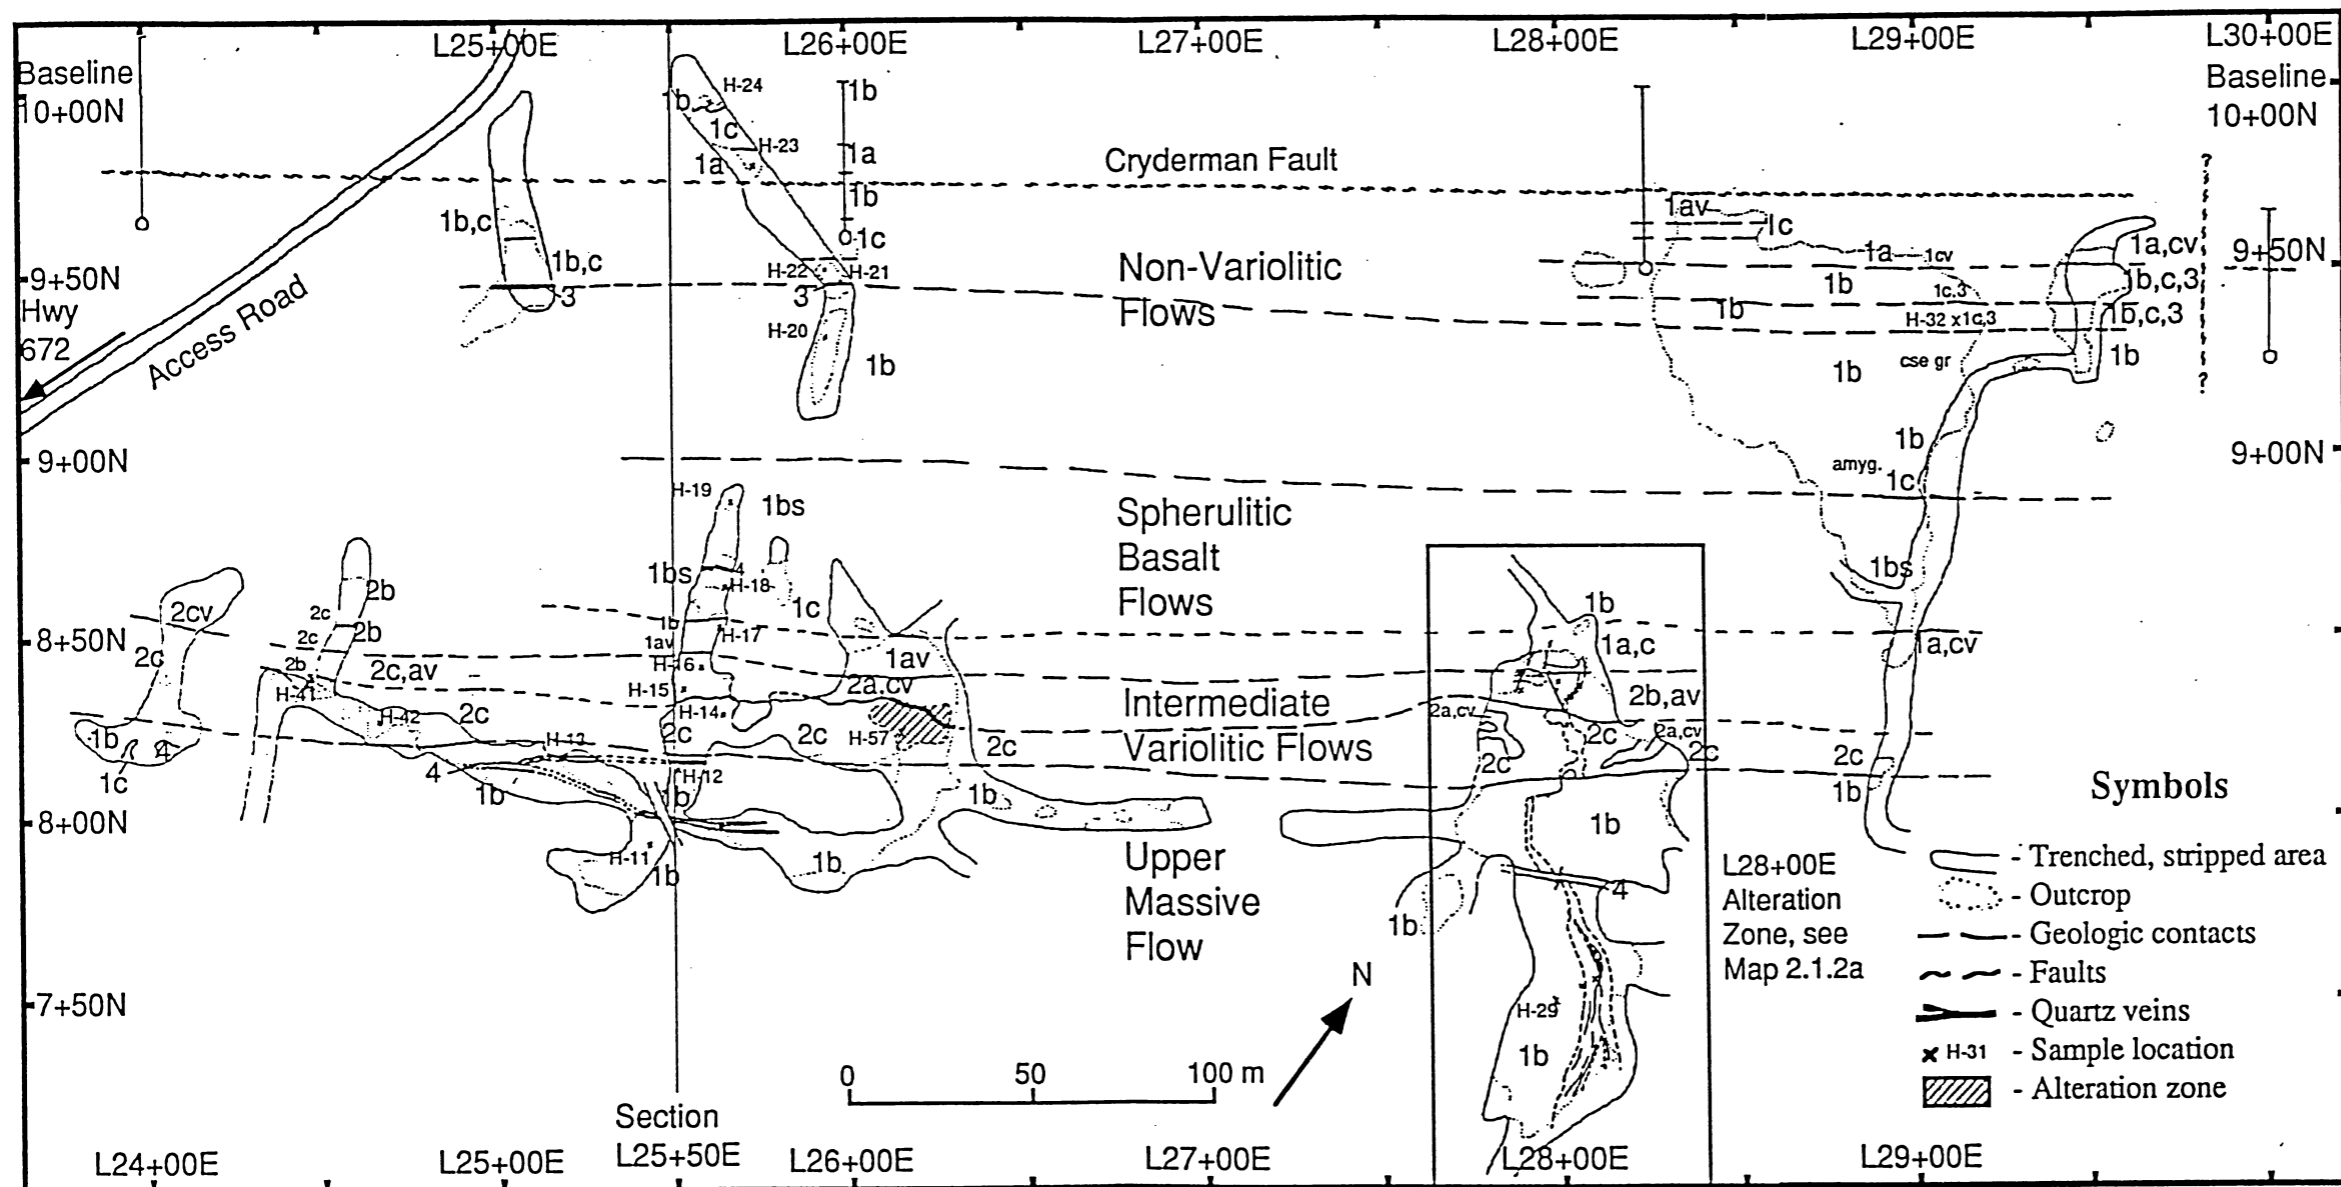 L25+00E
L26+00E
L27+00E
L28+00E
L29+00E
L30+00E
Baseline
10+00N
Baseline
10+00N
1b
H-24
1b
1c
H-23
1a
1a
Cryderman Fault
1b
1b,c
1av
1c
1c
1b,c
H-22
H-21
Non-Variolitic
Flows
1a
1cv
1a,cv
9+50N
9+50N
Hwy
672
Access Road
3
3
H-20
1b
1b
1b
1c,3
b,c,3
H-32 x1c,3
1b,c,3
1b
cse gr
1b
1b
9+00N
1b
9+00N
amyg.
1c
H-19
1bs
Spherulitic
Basalt
Flows
1bs
4
H-18
1c
1bs
2cv
2c
2b
1b
8+50N
2c
2b
1b
1av
H-17
1a,c
1a,cv
2c
2b
2c,av
H-16
1av
H-41
H-15
2a.cv
2b,av
H-42
2c
H-14
Intermediate
Variolitic Flows
2a,cv
2a,cv
1b
4
1c
H-13
2c
2c
H-57
2c
2c
2c
2c
2c
4
1b
H-12
1b
1b
1b
Symbols
8+00N
1b
H-11
1b
1b
Upper
Massive
Flow
4
1b
L28+00E
Alteration
Zone, see
Map 2.1.2a
- Trenched, stripped area
- Outcrop
- Geologic contacts
- Faults
- Quartz veins
x H-31 - Sample location
- Alteration zone
N
7+50N
H-29
1b
0 50 100 m
Section
L25+50E
L24+00E
L25+00E
L26+00E
L27+00E
L28+00E
L29+00E